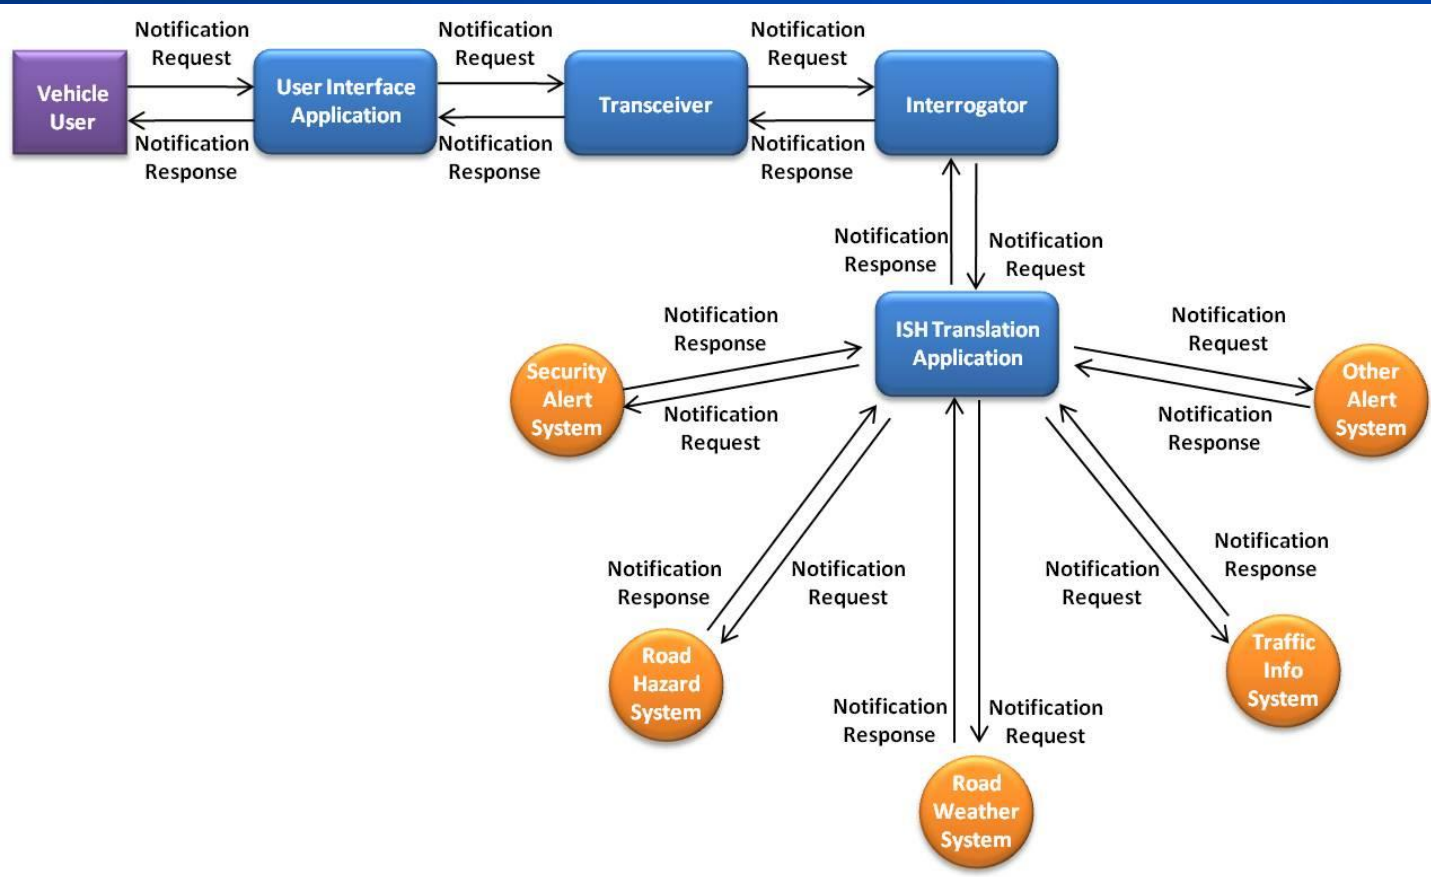 Notification
Request
Notification
Request
Notification
Request
Vehicle
User
User Interface
Application
Transceiver
Interrogator
Notification
Response
Notification
Response
Notification
Response
Notification
Response
Notification
Request
ISH Translation
Application
Notification
Response
Notification
Request
Security
Alert
System
Other
Alert
System
Notification
Request
Notification
Response
Notification
Response
Notification
Request
Notification
Request
Notification
Response
Road
Hazard
System
Traffic
Info
System
Notification
Response
Notification
Request
Road
Weather
System